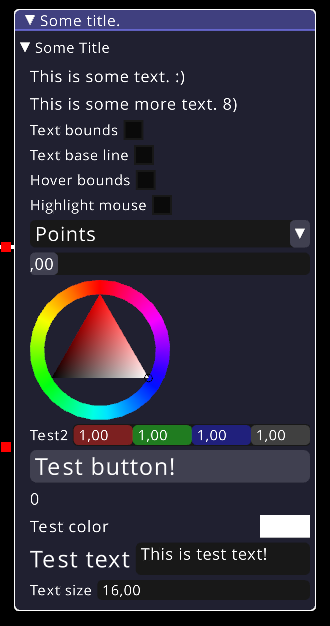 Some title.
Some Title
This is some text. :)
This is some more text. 8)
Text bounds
Text base line
Hover bounds
Highlight mouse
Points
,00
Test2 1,00 1,00 1,00 1,00
Test button!
0
Test color
Test text This is test text!
Text size 16,00